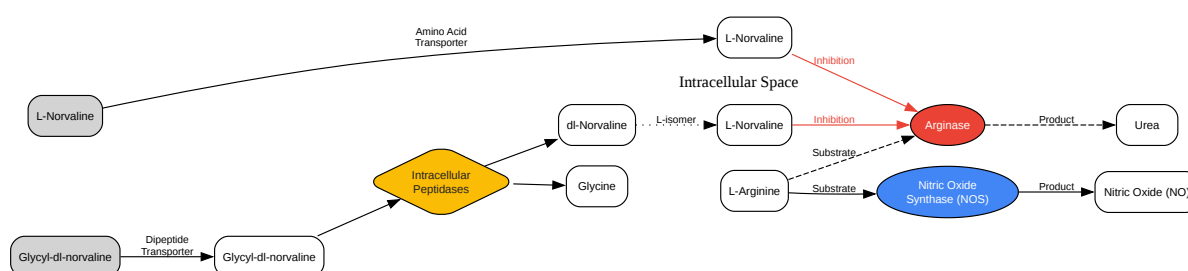 Amino Acid
Transporter
L-Norvaline
Inhibition
Intracellular Space
L-Norvaline
dl-Norvaline
L-isomer
L-Norvaline
Inhibition
Arginase
Product
Urea
Substrate
Intracellular
Peptidases
Glycine
L-Arginine
Substrate
Nitric Oxide
Synthase (NOS)
Product
Nitric Oxide (NO)
Glycyl-dl-norvaline
Dipeptide
Transporter
Glycyl-dl-norvaline